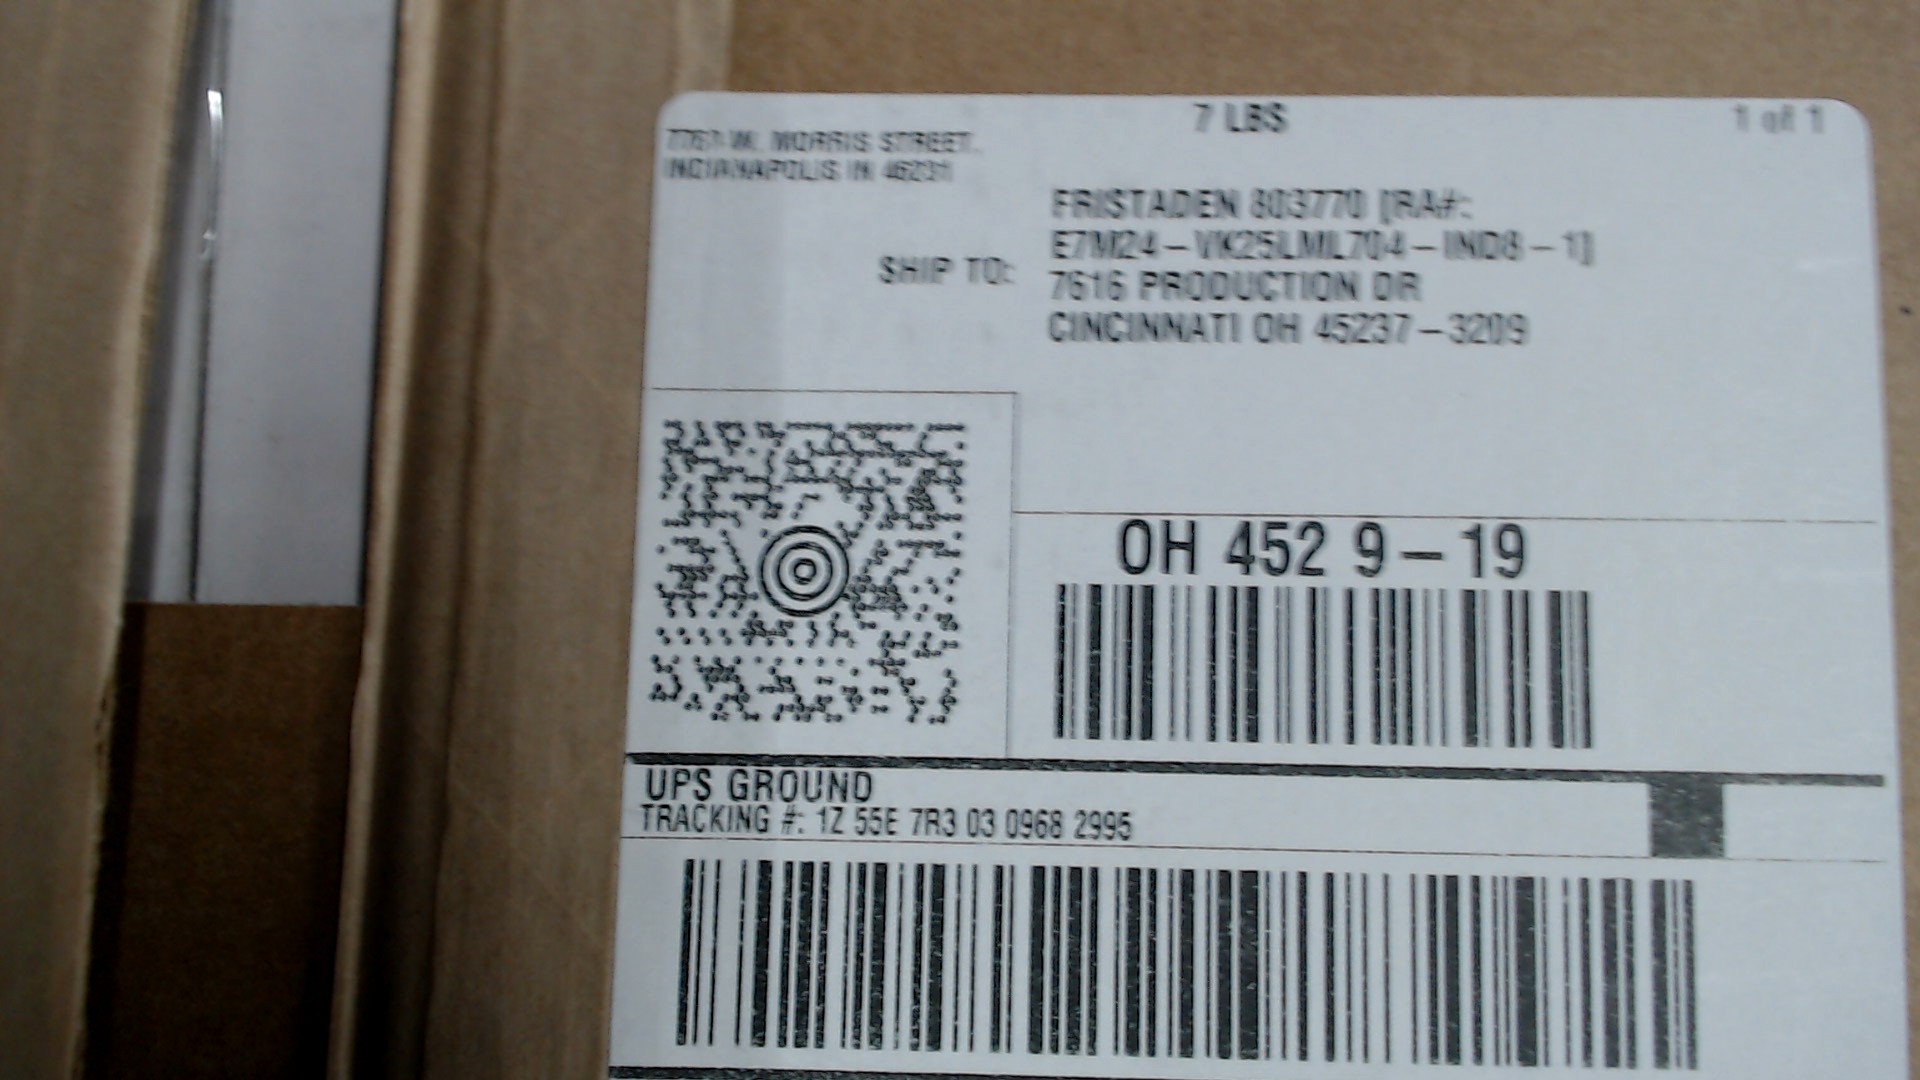 7 LBS
1 of 1
W. MORRIS STREET,
INDIANAPOLIS IN 46231
FRISTADEN 803770 [RA#:
E7M24-VK25LML704-IND8-1]
SHIP TO:
7616 PRODUCTION DR
CINCINNATI OH 45237-3209
OH 452 9-19
UPS GROUND
TRACKING #: 1Z 55E 7R3 03 0968 2995